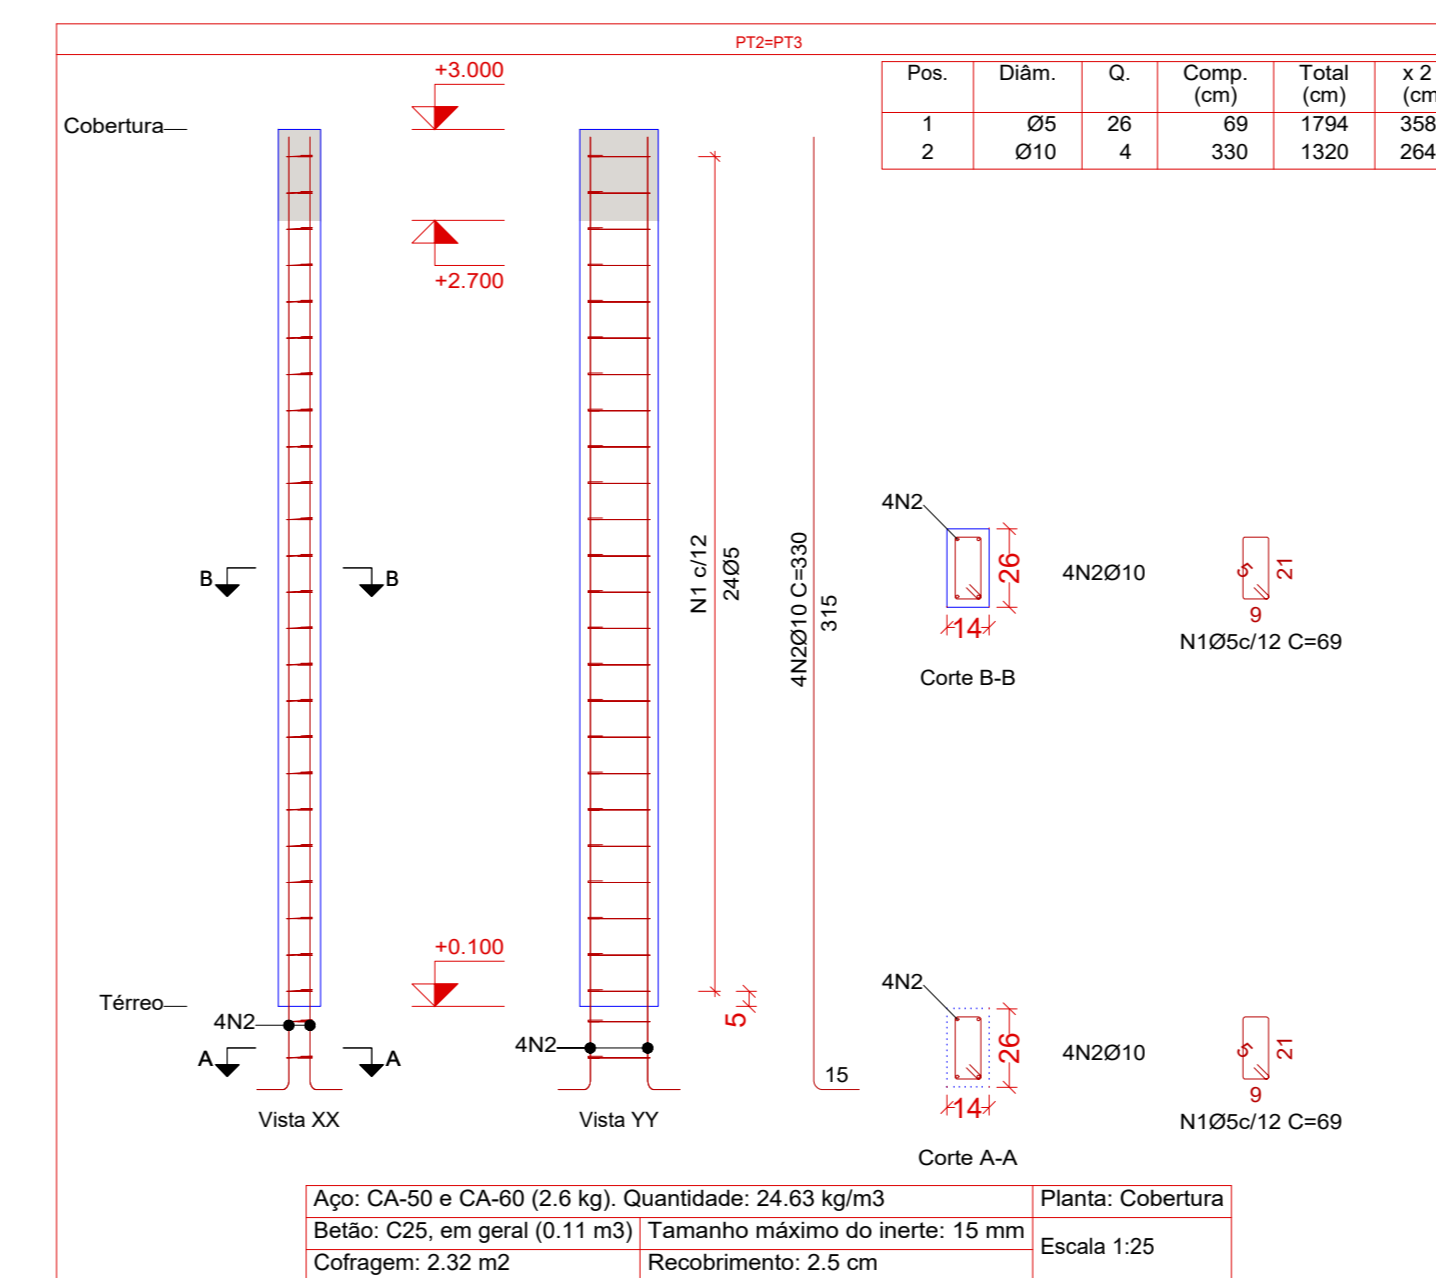 PT2=PT3
Pos. Diâm. Q. Comp. (cm) Total (cm) x 2 (cm
1 Ø5 26 69 1794 358
2 Ø10 4 330 1320 264
+3.000
Cobertura
+2.700
4N2
26
14
4N2Ø10
5
21
9
N1Ø5c/12 C=69
Corte B-B
N1 c/12
24Ø5
4N2Ø10 C=330
315
B B
+0.100
Térreo
5
4N2
4N2
A A
15
Vista XX
Vista YY
4N2
26
14
4N2Ø10
5
21
9
N1Ø5c/12 C=69
Corte A-A
Aço: CA-50 e CA-60 (2.6 kg). Quantidade: 24.63 kg/m3
Planta: Cobertura
Betão: C25, em geral (0.11 m3)
Tamanho máximo do inerte: 15 mm
Escala 1:25
Cofragem: 2.32 m2
Recobrimento: 2.5 cm